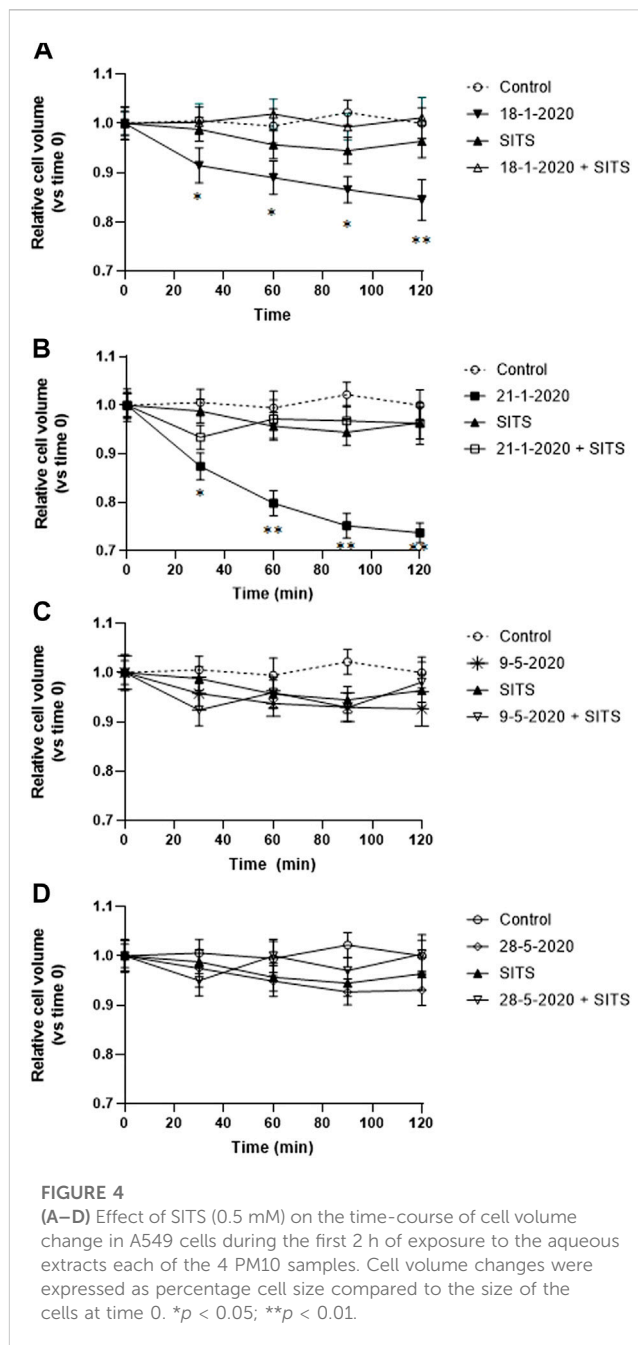 A
Relative cell volume
(vs time 0)
1.1
1.0
0.9
0.8
0.7
* * * **
0 20 40 60 80 100 120
Time
Control
18-1-2020
SITS
18-1-2020 + SITS
B
Relative cell volume
(vs time 0)
1.1
1.0
0.9
0.8
0.7
* ** ** **
0 20 40 60 80 100 120
Time (min)
Control
21-1-2020
SITS
21-1-2020 + SITS
C
Relative cell volume
(vs time 0)
1.1
1.0
0.9
0.8
0.7
0 20 40 60 80 100 120
Time (min)
Control
9-5-2020
SITS
9-5-2020 + SITS
D
Relative cell volume
(vs time 0)
1.1
1.0
0.9
0.8
0.7
0 20 40 60 80 100 120
Time (min)
Control
28-5-2020
SITS
28-5-2020 + SITS
FIGURE 4
(A–D) Effect of SITS (0.5 mM) on the time-course of cell volume
change in A549 cells during the first 2 h of exposure to the aqueous
extracts each of the 4 PM10 samples. Cell volume changes were
expressed as percentage cell size compared to the size of the
cells at time 0. *p < 0.05; **p < 0.01.